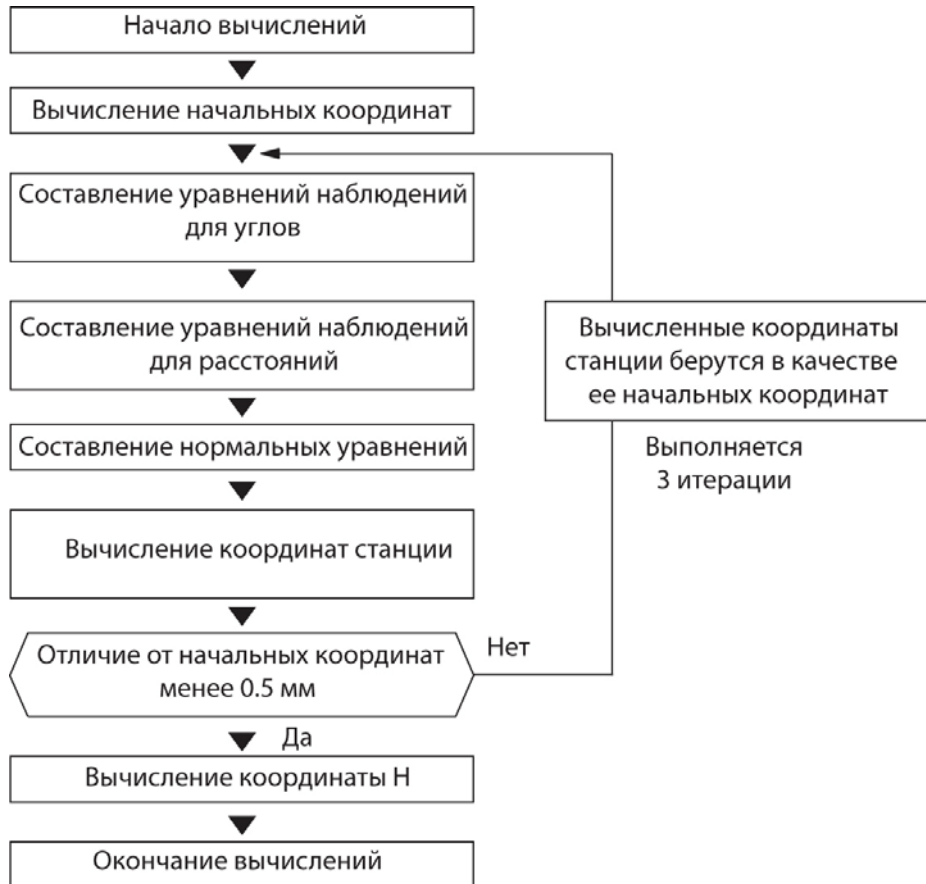 Начало вычислений
Вычисление начальных координат
Составление уравнений наблюдений
для углов
Составление уравнений наблюдений
для расстояний
Вычисленные координаты
станции берутся в качестве
ее начальных координат
Составление нормальных уравнений
Выполняется
3 итерации
Вычисление координат станции
Отличие от начальных координат
менее 0.5 мм
Нет
Да
Вычисление координаты Н
Окончание вычислений